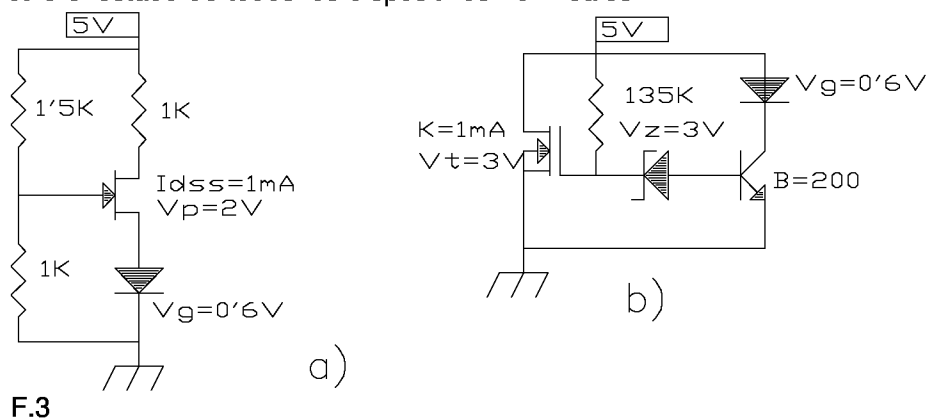 5V
1'5K
1K
Idss=1mA
Vp=2V
1K
Vg=0'6V
a)
5V
Vg=0'6V
135K
K=1mA
Vz=3V
Vt=3V
B=200
b)
F.3